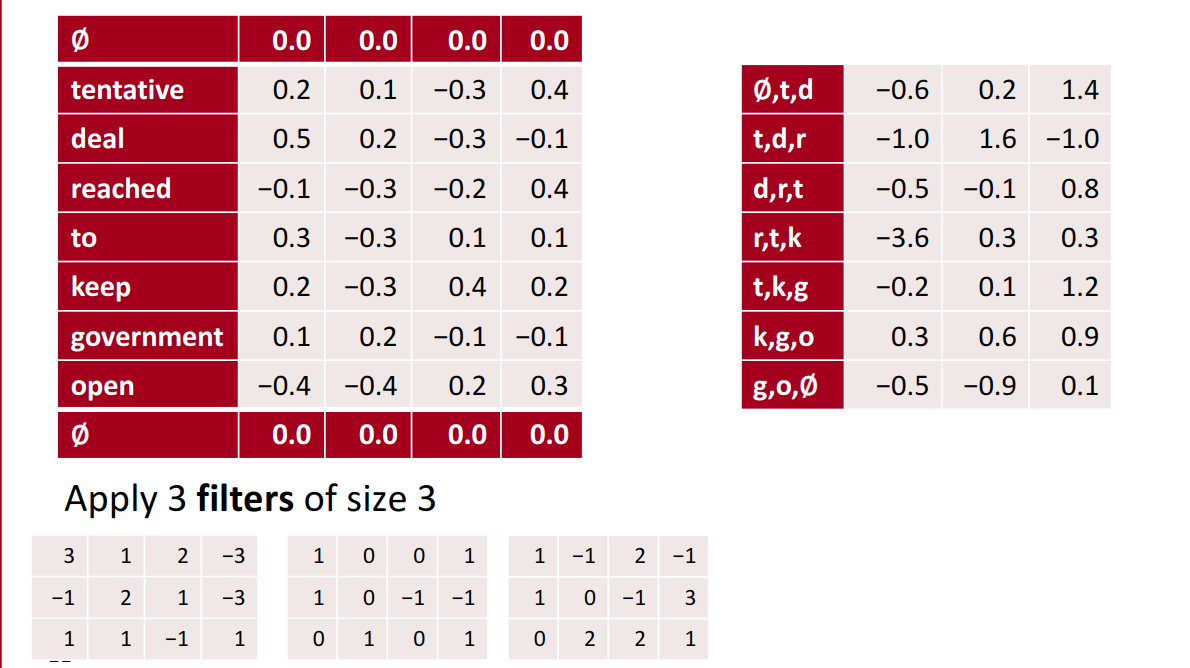 Ø 0.0 0.0 0.0 0.0
tentative 0.2 0.1 −0.3 0.4
deal 0.5 0.2 −0.3 −0.1
reached −0.1 −0.3 −0.2 0.4
to 0.3 −0.3 0.1 0.1
keep 0.2 −0.3 0.4 0.2
government 0.1 0.2 −0.1 −0.1
open −0.4 −0.4 0.2 0.3
Ø 0.0 0.0 0.0 0.0
Ø,t,d −0.6 0.2 1.4
t,d,r −1.0 1.6 −1.0
d,r,t −0.5 −0.1 0.8
r,t,k −3.6 0.3 0.3
t,k,g −0.2 0.1 1.2
k,g,o 0.3 0.6 0.9
g,o,Ø −0.5 −0.9 0.1
Apply 3 filters of size 3
3 1 2 −3
−1 2 1 −3
1 1 −1 1
1 0 0 1
1 0 −1 −1
0 1 0 1
1 −1 2 −1
1 0 −1 3
0 2 2 1